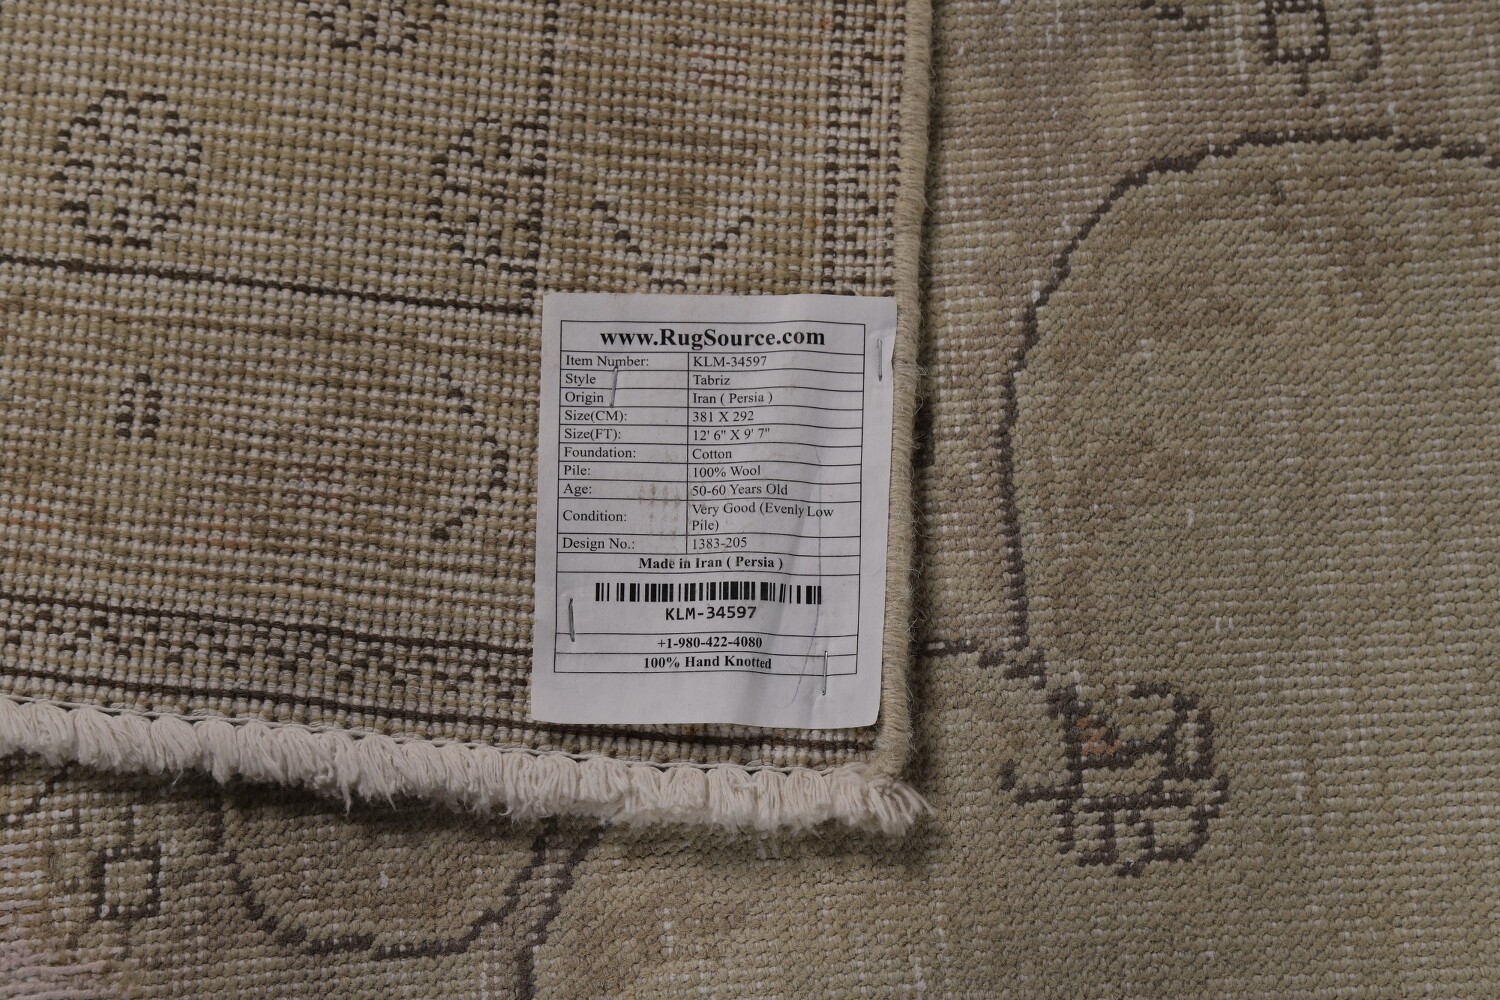 www.RugSource.com
Item Number: KLM-34597
Style Tabriz
Origin Iran ( Persia )
Size(CM): 381 X 292
Size(FT): 12' 6" X 9' 7"
Foundation: Cotton
Pile: 100% Wool
Age: 50-60 Years Old
Condition: Very Good (Evenly Low
Pile)
Design No.: 1383-205
Made in Iran ( Persia )
KLM-34597
+1-980-422-4080
100% Hand Knotted